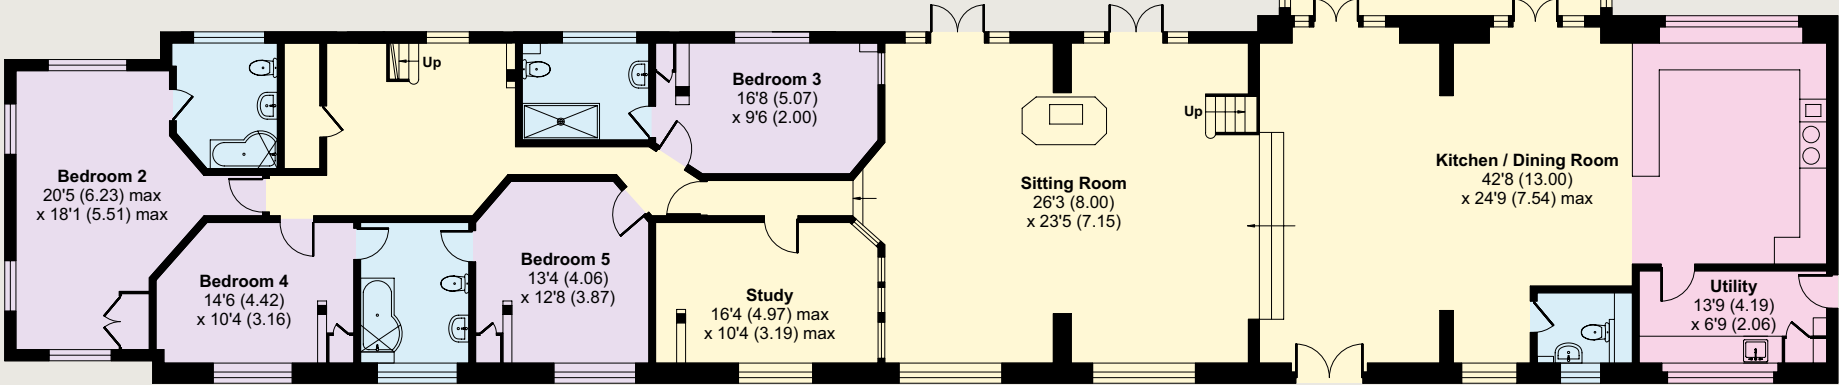 Up
Bedroom 3
16'8 (5.07)
x 9'6 (2.00)
Up
Bedroom 2
20'5 (6.23) max
x 18'1 (5.51) max
Sitting Room
26'3 (8.00)
x 23'5 (7.15)
Kitchen / Dining Room
42'8 (13.00)
x 24'9 (7.54) max
Bedroom 4
14'6 (4.42)
x 10'4 (3.16)
Bedroom 5
13'4 (4.06)
x 12'8 (3.87)
Study
16'4 (4.97) max
x 10'4 (3.19) max
Utility
13'9 (4.19)
x 6'9 (2.06)